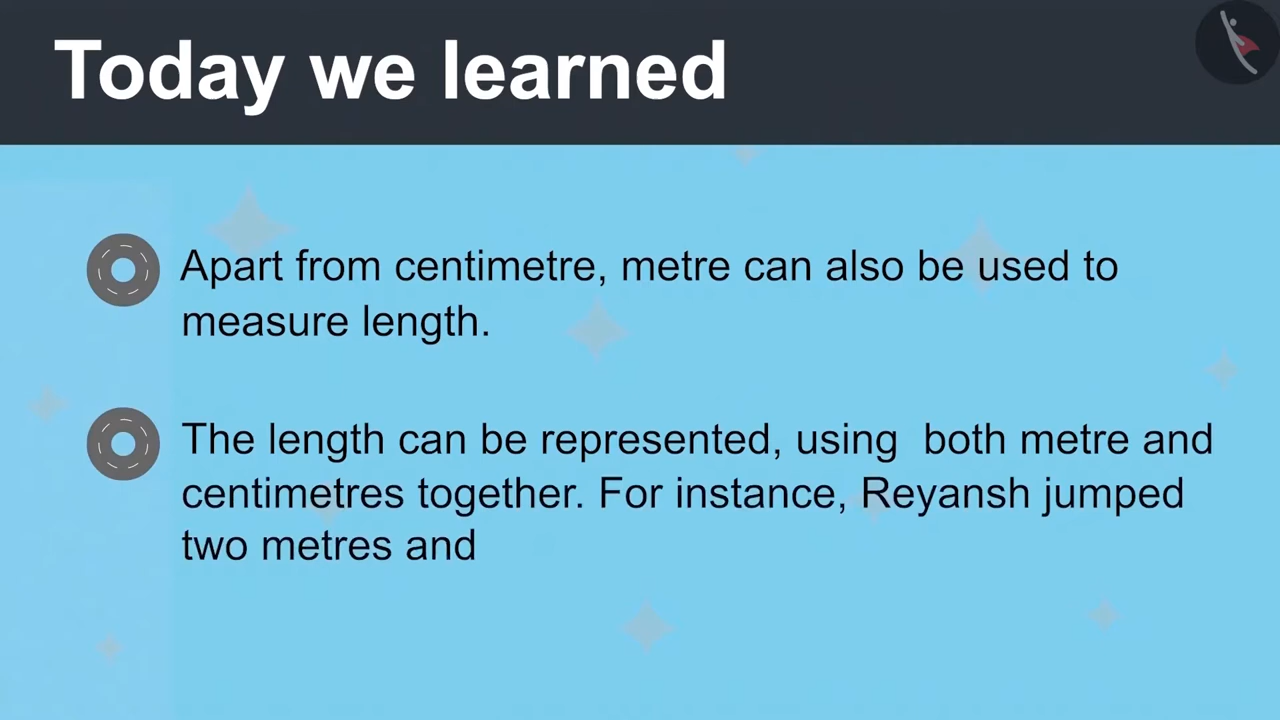 Today we learned
Apart from centimetre, metre can also be used to
measure length.
The length can be represented, using  both metre and
centimetres together. For instance, Reyansh jumped
two metres and